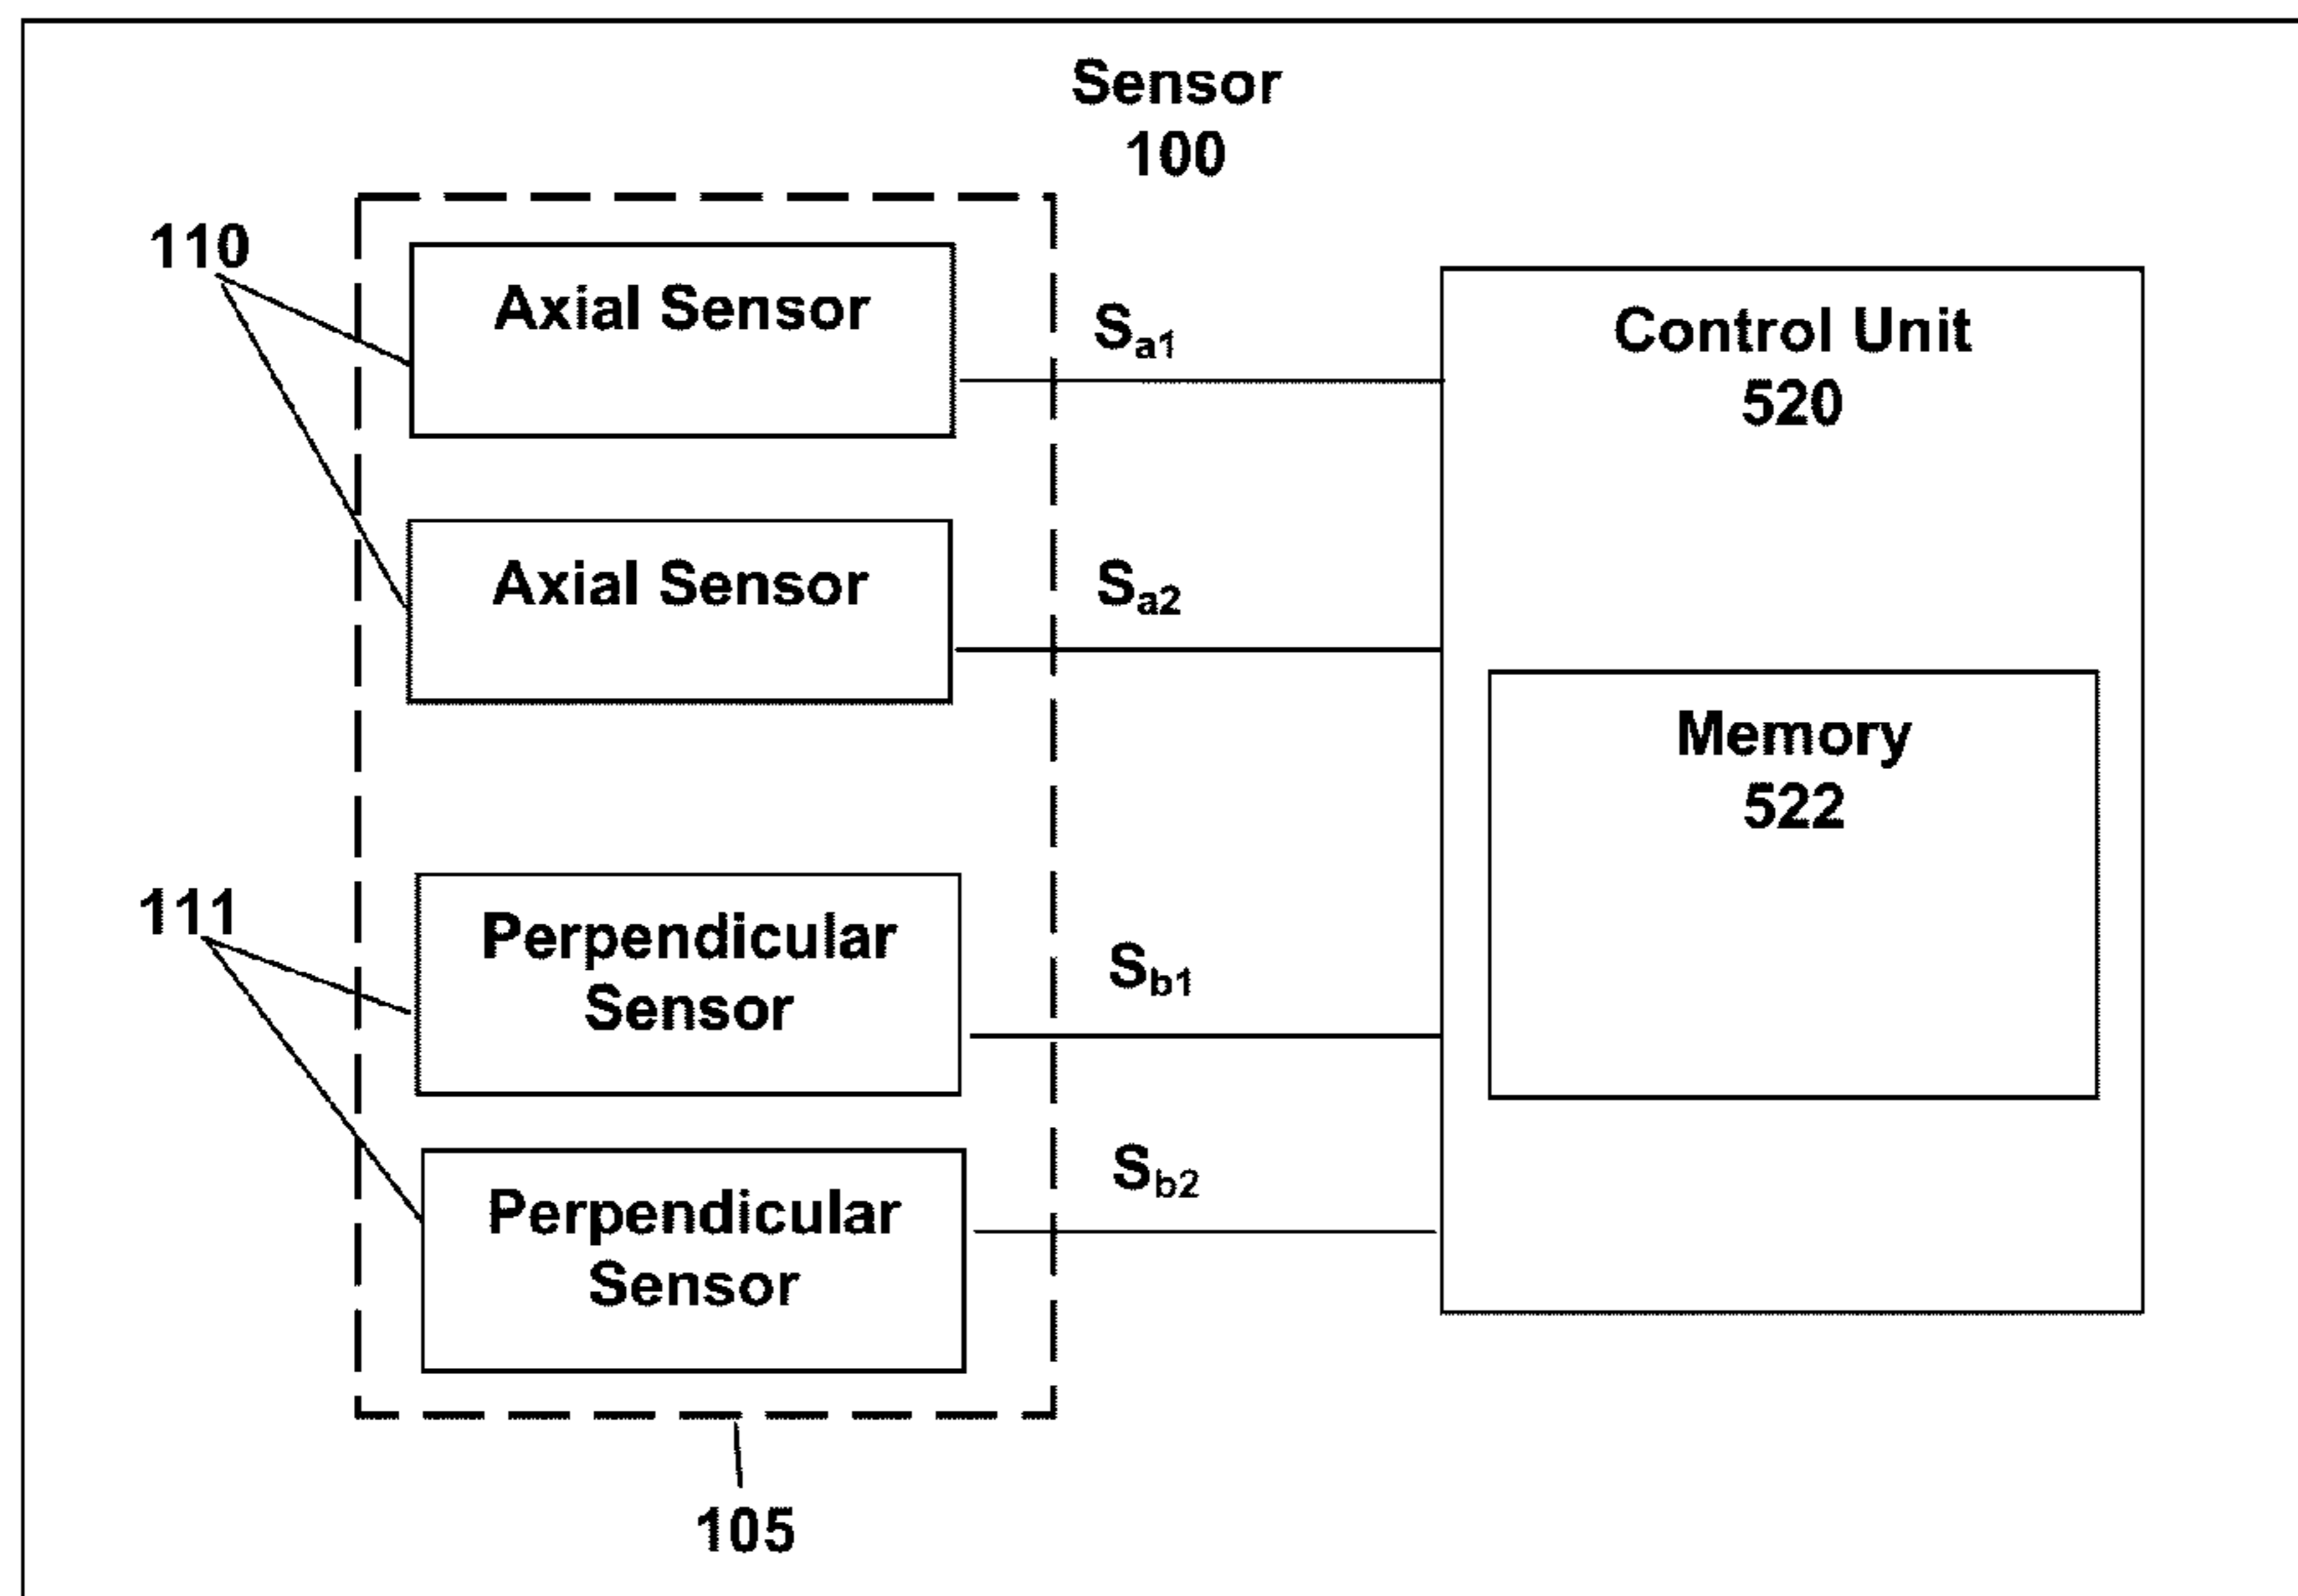 Sensor
100
110
Axial Sensor
Sa1
Control Unit
520
Axial Sensor
Sa2
Memory
522
111
Perpendicular
Sensor
Sb1
Perpendicular
Sensor
Sb2
105